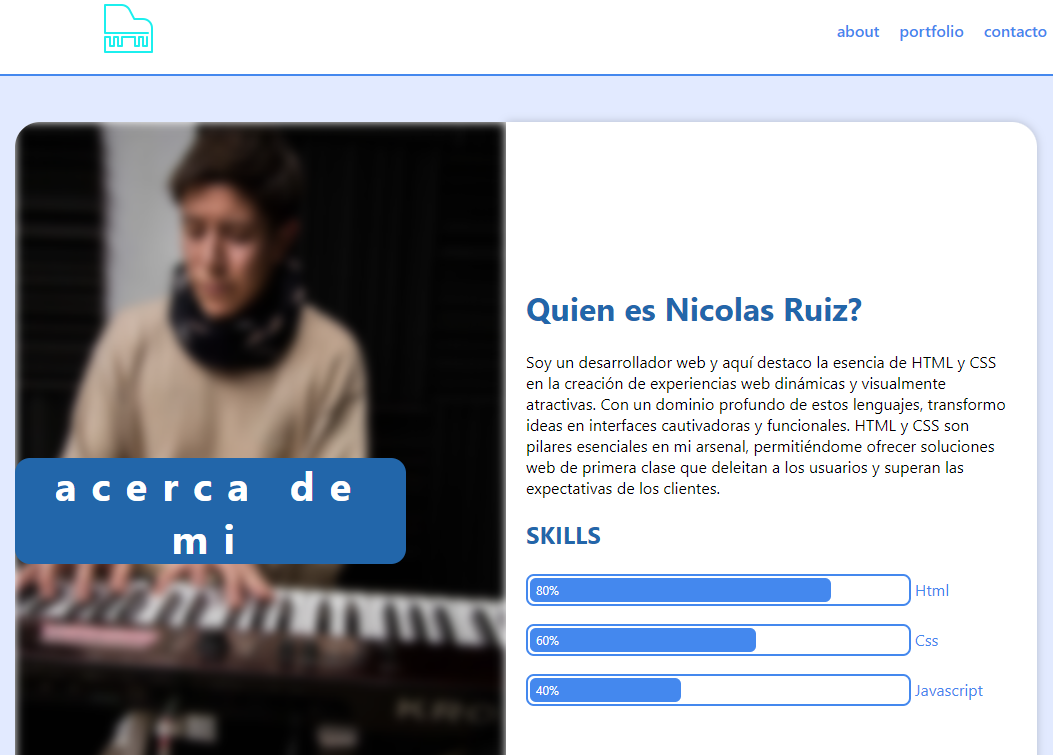 about portfolio contacto
acerca de
mi
Quien es Nicolas Ruiz?
Soy un desarrollador web y aquí destaco la esencia de HTML y CSS
en la creación de experiencias web dinámicas y visualmente
atractivas. Con un dominio profundo de estos lenguajes, transformo
ideas en interfaces cautivadoras y funcionales. HTML y CSS son
pilares esenciales en mi arsenal, permitiéndome ofrecer soluciones
web de primera clase que deleitan a los usuarios y superan las
expectativas de los clientes.
SKILLS
80% Html
60% Css
40% Javascript